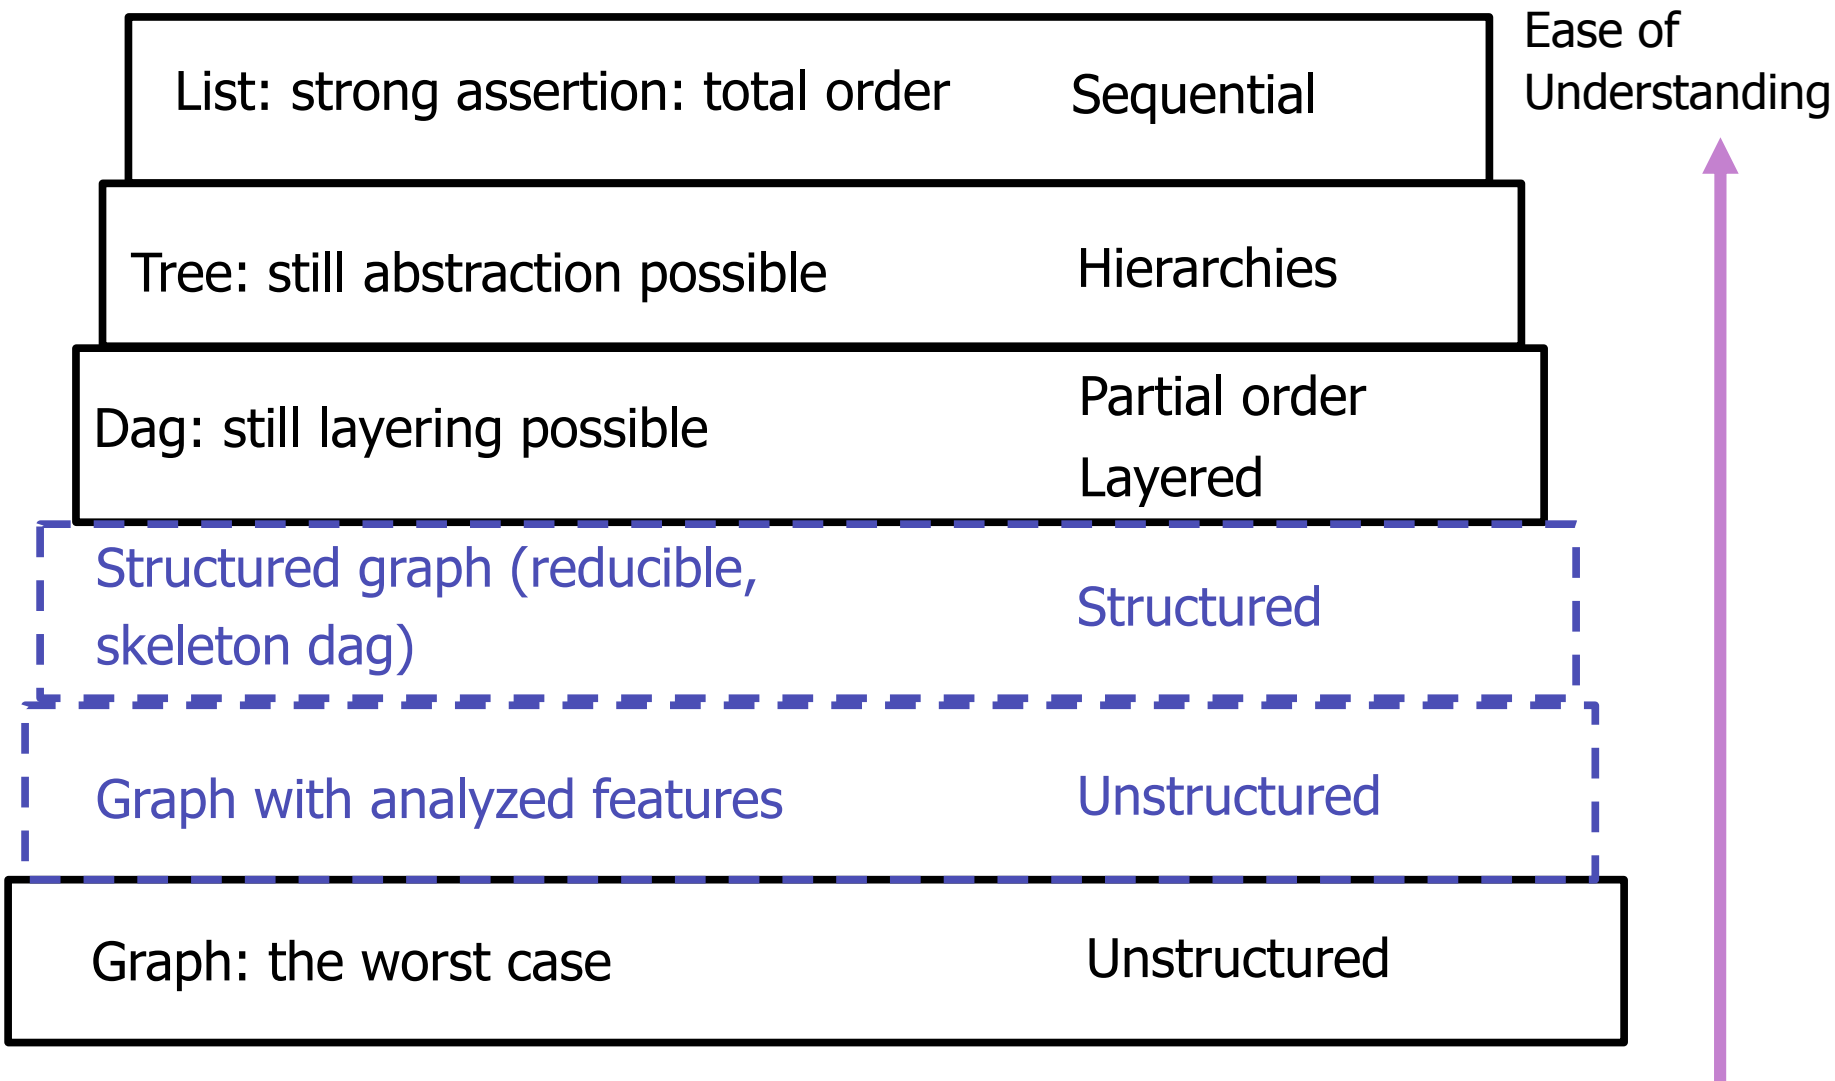 Ease of
Understanding
List: strong assertion: total order
Sequential
Tree: still abstraction possible
Hierarchies
Dag: still layering possible
Partial order
Layered
Structured graph (reducible,
skeleton dag)
Structured
Graph with analyzed features
Unstructured
Graph: the worst case
Unstructured